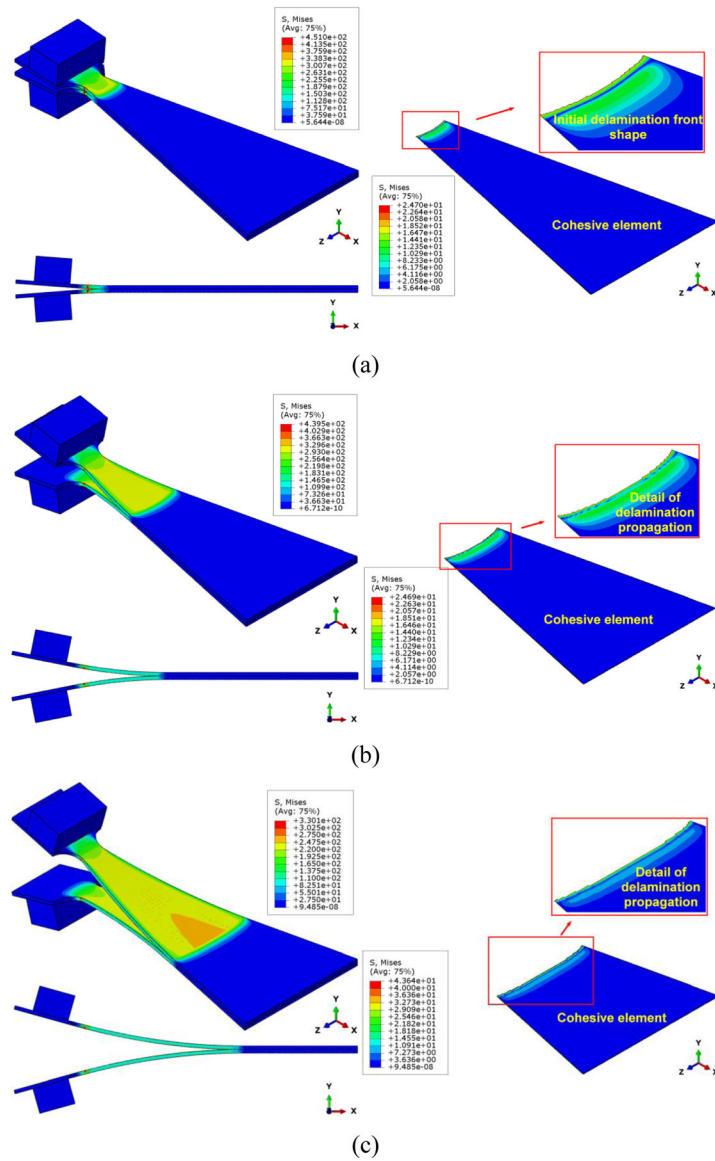 S, Mises
(Avg: 75%)
+4.510e+02
+4.135e+02
+3.759e+02
+3.383e+02
+3.007e+02
+2.631e+02
+2.255e+02
+1.879e+02
+1.503e+02
+1.128e+02
+7.517e+01
+3.759e+01
+5.644e-08
Initial delamination front
shape
Y
Z
X
S, Mises
(Avg: 75%)
+2.470e+01
+2.264e+01
+2.058e+01
+1.852e+01
+1.647e+01
+1.441e+01
+1.235e+01
+1.029e+01
+8.233e+00
+6.175e+00
+4.116e+00
+2.058e+00
+5.644e-08
Cohesive element
Y
Z
X
Y
X
(a)
S, Mises
(Avg: 75%)
+4.395e+02
+4.029e+02
+3.663e+02
+3.296e+02
+2.930e+02
+2.564e+02
+2.198e+02
+1.831e+02
+1.465e+02
+1.099e+02
+7.326e+01
+3.663e+01
+6.712e-10
Detail of
delamination
propagation
Y
Z
X
S, Mises
(Avg: 75%)
+2.469e+01
+2.263e+01
+2.057e+01
+1.851e+01
+1.646e+01
+1.440e+01
+1.234e+01
+1.029e+01
+8.229e+00
+6.171e+00
+4.114e+00
+2.057e+00
+6.712e-10
Cohesive element
Y
Z
X
Y
X
(b)
S, Mises
(Avg: 75%)
+3.301e+02
+3.025e+02
+2.750e+02
+2.475e+02
+2.200e+02
+1.925e+02
+1.650e+02
+1.375e+02
+1.100e+02
+8.251e+01
+5.501e+01
+2.750e+01
+9.485e-08
Detail of
delamination
propagation
Y
Z
X
S, Mises
(Avg: 75%)
+4.364e+01
+4.000e+01
+3.636e+01
+3.273e+01
+2.909e+01
+2.546e+01
+2.182e+01
+1.818e+01
+1.455e+01
+1.091e+01
+7.273e+00
+3.636e+00
+9.485e-08
Cohesive element
Y
Z
X
Y
X
(c)